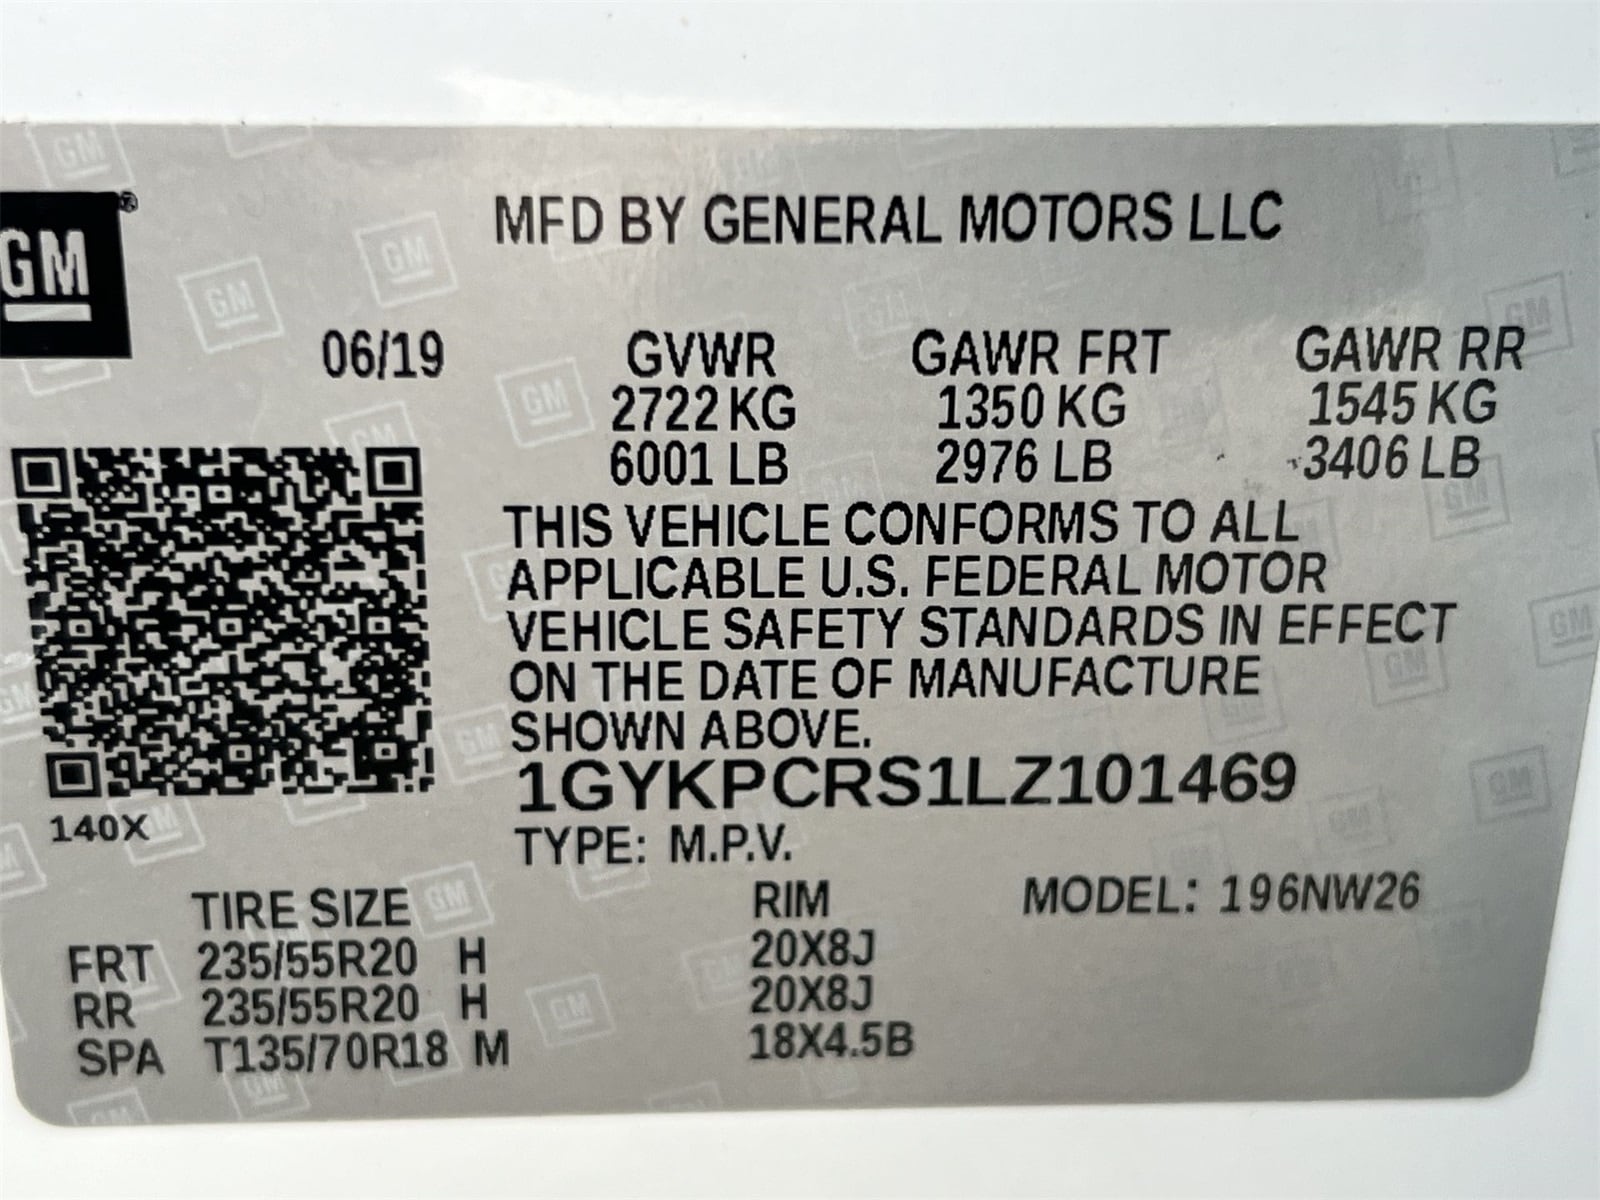 MFD BY GENERAL MOTORS LLC
GM
06/19
GVWR GAWR FRT GAWR RR
2722 KG 1350 KG 1545 KG
6001 LB 2976 LB 3406 LB
THIS VEHICLE CONFORMS TO ALL
APPLICABLE U.S. FEDERAL MOTOR
VEHICLE SAFETY STANDARDS IN EFFECT
ON THE DATE OF MANUFACTURE
SHOWN ABOVE.
1GYKPCRS1LZ101469
140X
TYPE: M.P.V.
TIRE SIZE RIM MODEL: 196NW26
FRT 235/55R20 H 20X8J
RR 235/55R20 H 20X8J
SPA T135/70R18 M 18X4.5B